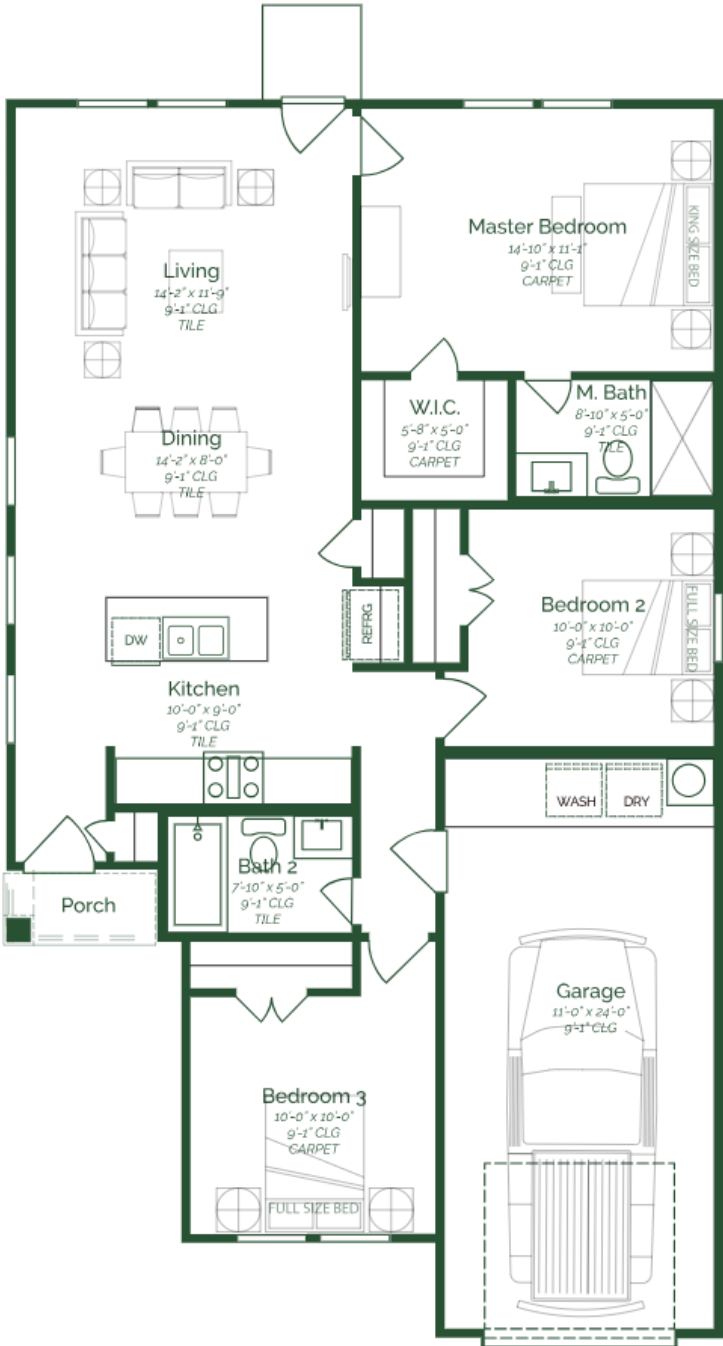 Master Bedroom
14'-10" x 11'-1"
9'-1" CLG
CARPET
KING SIZE BED
Living
14'-2" x 11'-9"
9'-1" CLG
TILE
W.I.C.
5'-8" x 5'-0"
9'-1" CLG
CARPET
M. Bath
8'-10" x 5'-0"
9'-1" CLG
TILE
Dining
14'-2" x 8'-0"
9'-1" CLG
TILE
Bedroom 2
10'-0" x 10'-0"
9'-1" CLG
CARPET
FULL SIZE BED
REFRG
DW
Kitchen
10'-0" x 9'-0"
9'-1" CLG
TILE
WASH
DRY
Bath 2
7'-10" x 5'-0"
9'-1" CLG
TILE
Porch
Garage
11'-0" x 24'-0"
9'-1" CLG
Bedroom 3
10'-0" x 10'-0"
9'-1" CLG
CARPET
FULL SIZE BED